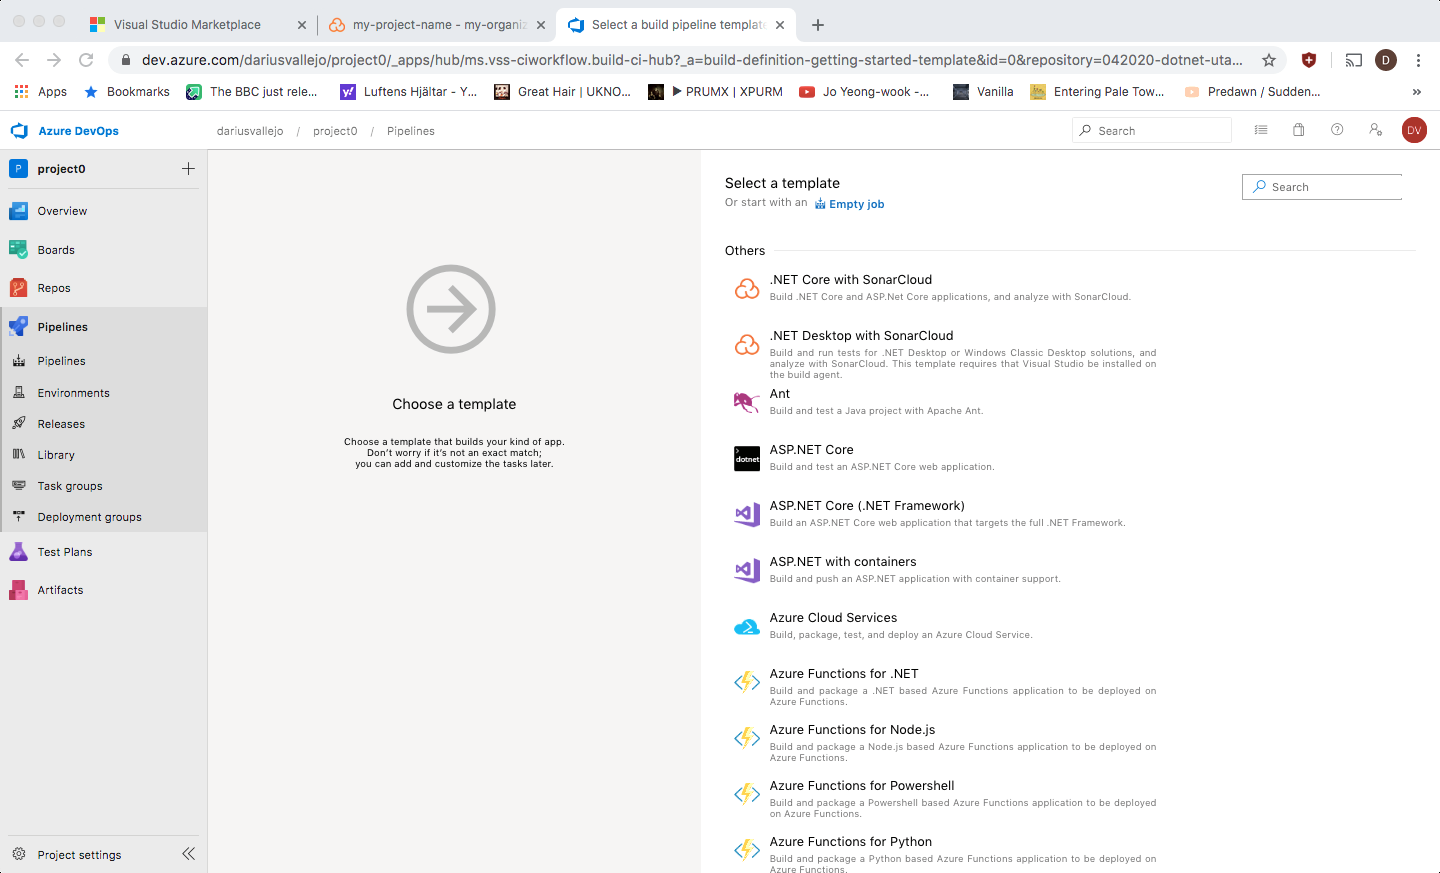 Visual Studio Marketplace
my-project-name - my-organiz
Select a build pipeline template
dev.azure.com/dariusvallejo/project0/_apps/hub/ms.vss-ciworkflow.build-ci-hub?_a=build-definition-getting-started-template&id=0&repository=042020-dotnet-uta...
D
Apps
Bookmarks
The BBC just rele...
Luftens Hjältar - Y...
Great Hair | UKNO...
▶ PRUMX | XPURM
Jo Yeong-wook -...
Vanilla
Entering Pale Tow...
Predawn / Sudden...
»
Azure DevOps
dariusvallejo / project0 / Pipelines
Search
DV
P
project0
Overview
Boards
Repos
Pipelines
Pipelines
Environments
Releases
Library
Task groups
Deployment groups
Test Plans
Artifacts
Project settings
Choose a template
Choose a template that builds your kind of app.
Don't worry if it's not an exact match;
you can add and customize the tasks later.
Select a template
Or start with an Empty job
Search
Others
.NET Core with SonarCloud
Build .NET Core and ASP.Net Core applications, and analyze with SonarCloud.
.NET Desktop with SonarCloud
Build and run tests for .NET Desktop or Windows Classic Desktop solutions, and
analyze with SonarCloud. This template requires that Visual Studio be installed on
the build agent.
Ant
Build and test a Java project with Apache Ant.
dotnet
ASP.NET Core
Build and test an ASP.NET Core web application.
ASP.NET Core (.NET Framework)
Build an ASP.NET Core web application that targets the full .NET Framework.
ASP.NET with containers
Build and push an ASP.NET application with container support.
Azure Cloud Services
Build, package, test, and deploy an Azure Cloud Service.
Azure Functions for .NET
Build and package a .NET based Azure Functions application to be deployed on
Azure Functions.
Azure Functions for Node.js
Build and package a Node.js based Azure Functions application to be deployed on
Azure Functions.
Azure Functions for Powershell
Build and package a Powershell based Azure Functions application to be deployed
on Azure Functions.
Azure Functions for Python
Build and package a Python based Azure Functions application to be deployed on
Azure Functions.